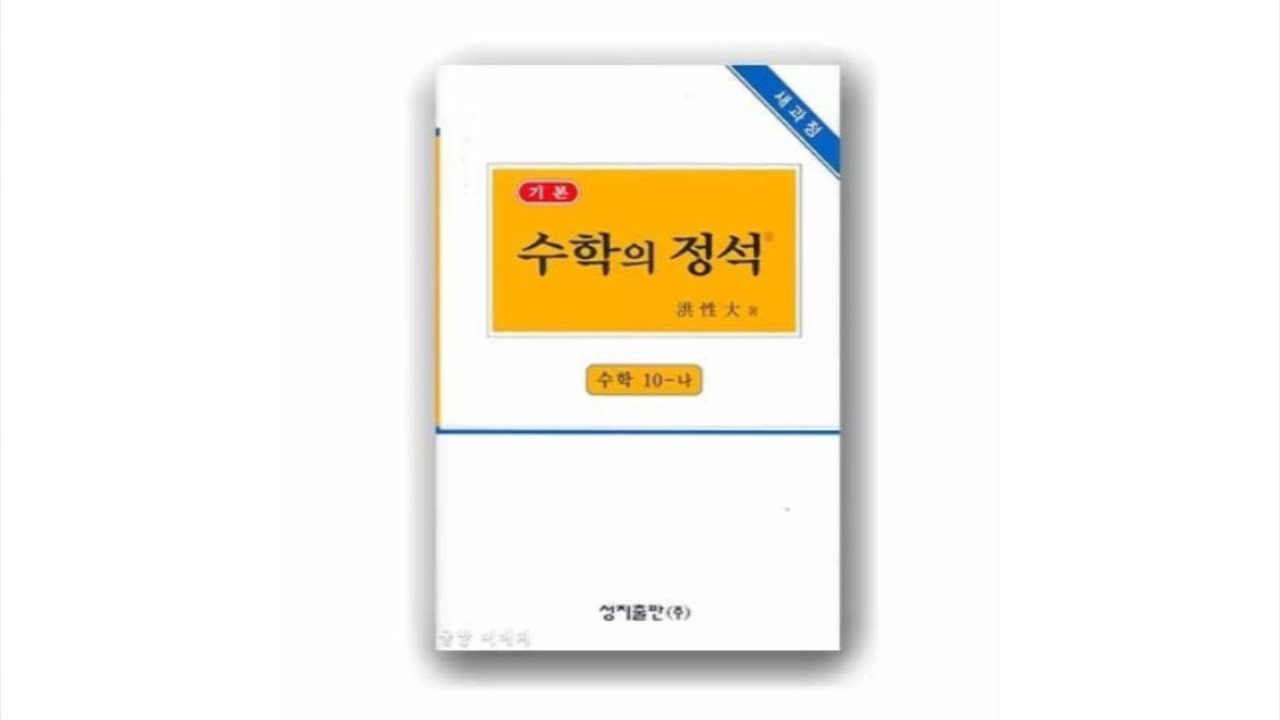 새과정
기본
수학의 정석®
洪性大 著
수학 10-나
성지출판(주)